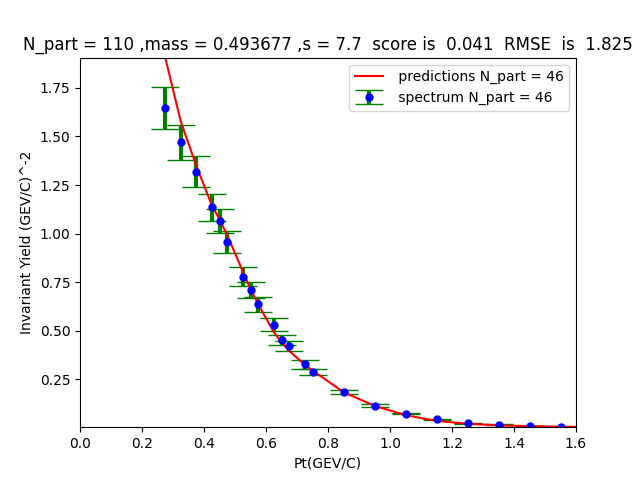 N_part = 110 ,mass = 0.493677 ,s = 7.7  score is  0.041  RMSE  is  1.825
predictions N_part = 46
spectrum N_part = 46
Invariant Yield (GEV/C)^-2
1.75
1.50
1.25
1.00
0.75
0.50
0.25
0.0 0.2 0.4 0.6 0.8 1.0 1.2 1.4 1.6
Pt(GEV/C)